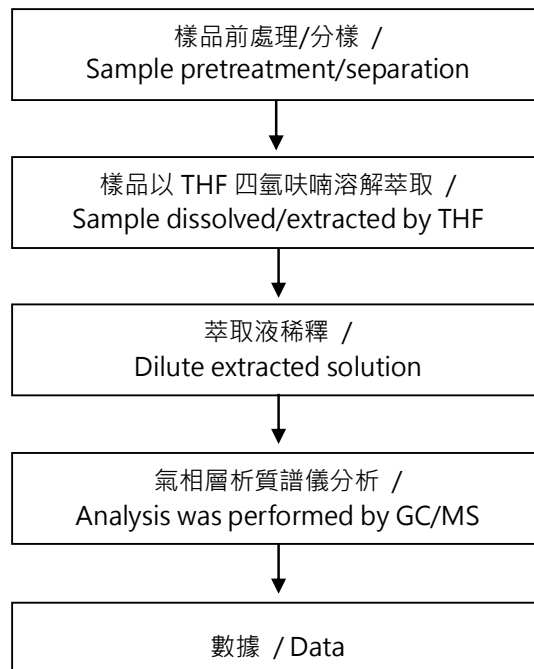 樣品前處理/分樣 /
Sample pretreatment/separation
樣品以 THF 四氫呋喃溶解萃取 /
Sample dissolved/extracted by THF
萃取液稀釋 /
Dilute extracted solution
氣相層析質譜儀分析 /
Analysis was performed by GC/MS
數據 / Data